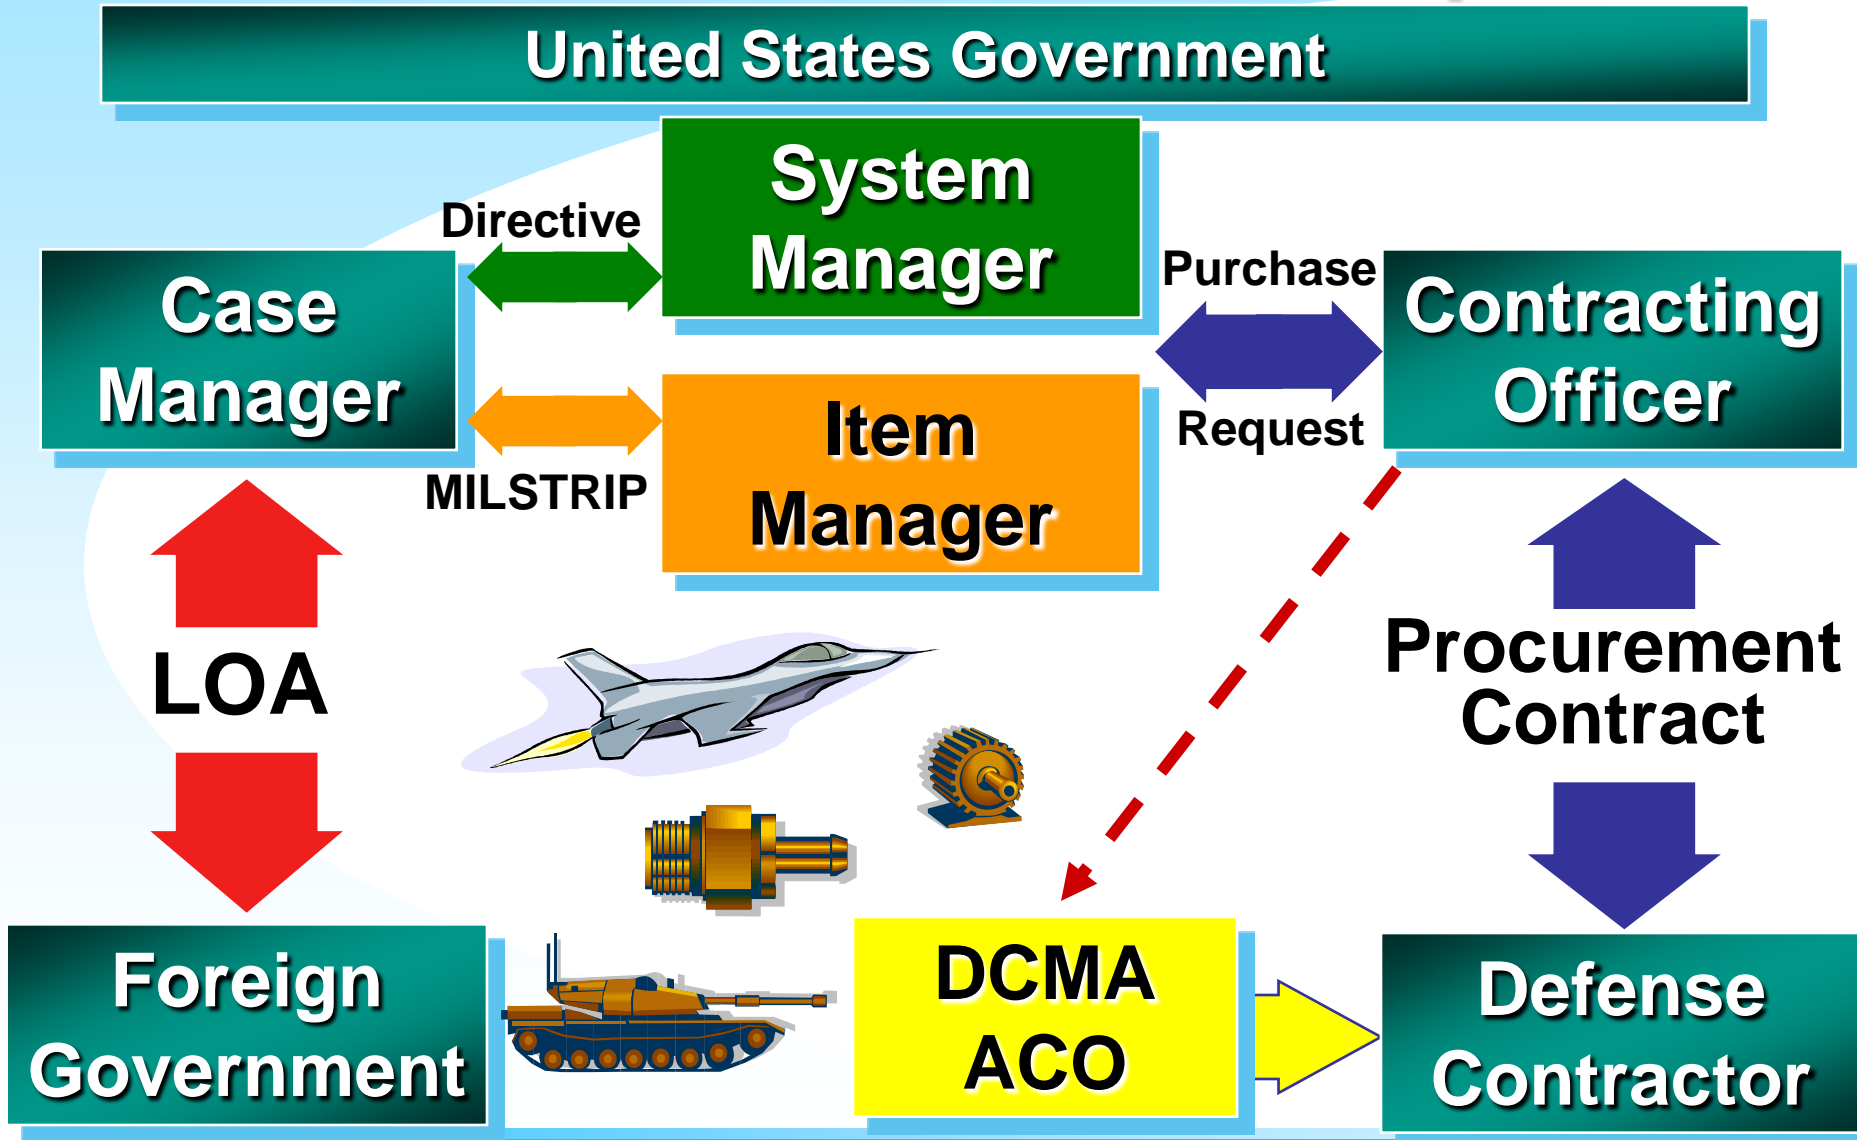 United States Government
System
Manager
Directive
Case
Manager
Purchase
Request
Contracting
Officer
Item
Manager
MILSTRIP
LOA
Procurement
Contract
Foreign
Government
DCMA
ACO
Defense
Contractor